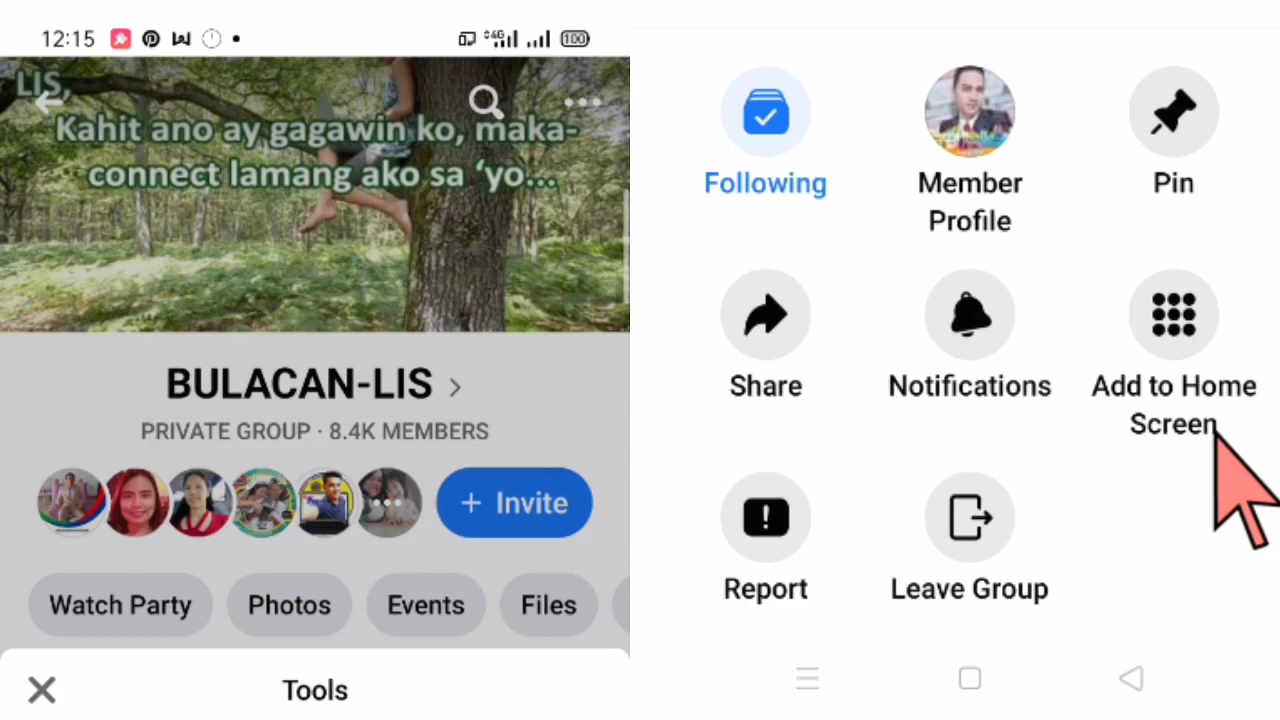 12:15
4G
100
LIS,
Kahit ano ay gagawin ko, maka-
connect lamang ako sa ‘yo...
BULACAN-LIS >
PRIVATE GROUP · 8.4K MEMBERS
+ Invite
Watch Party
Photos
Events
Files
Tools
Following
Member
Profile
Pin
Share
Notifications
Add to Home
Screen
Report
Leave Group